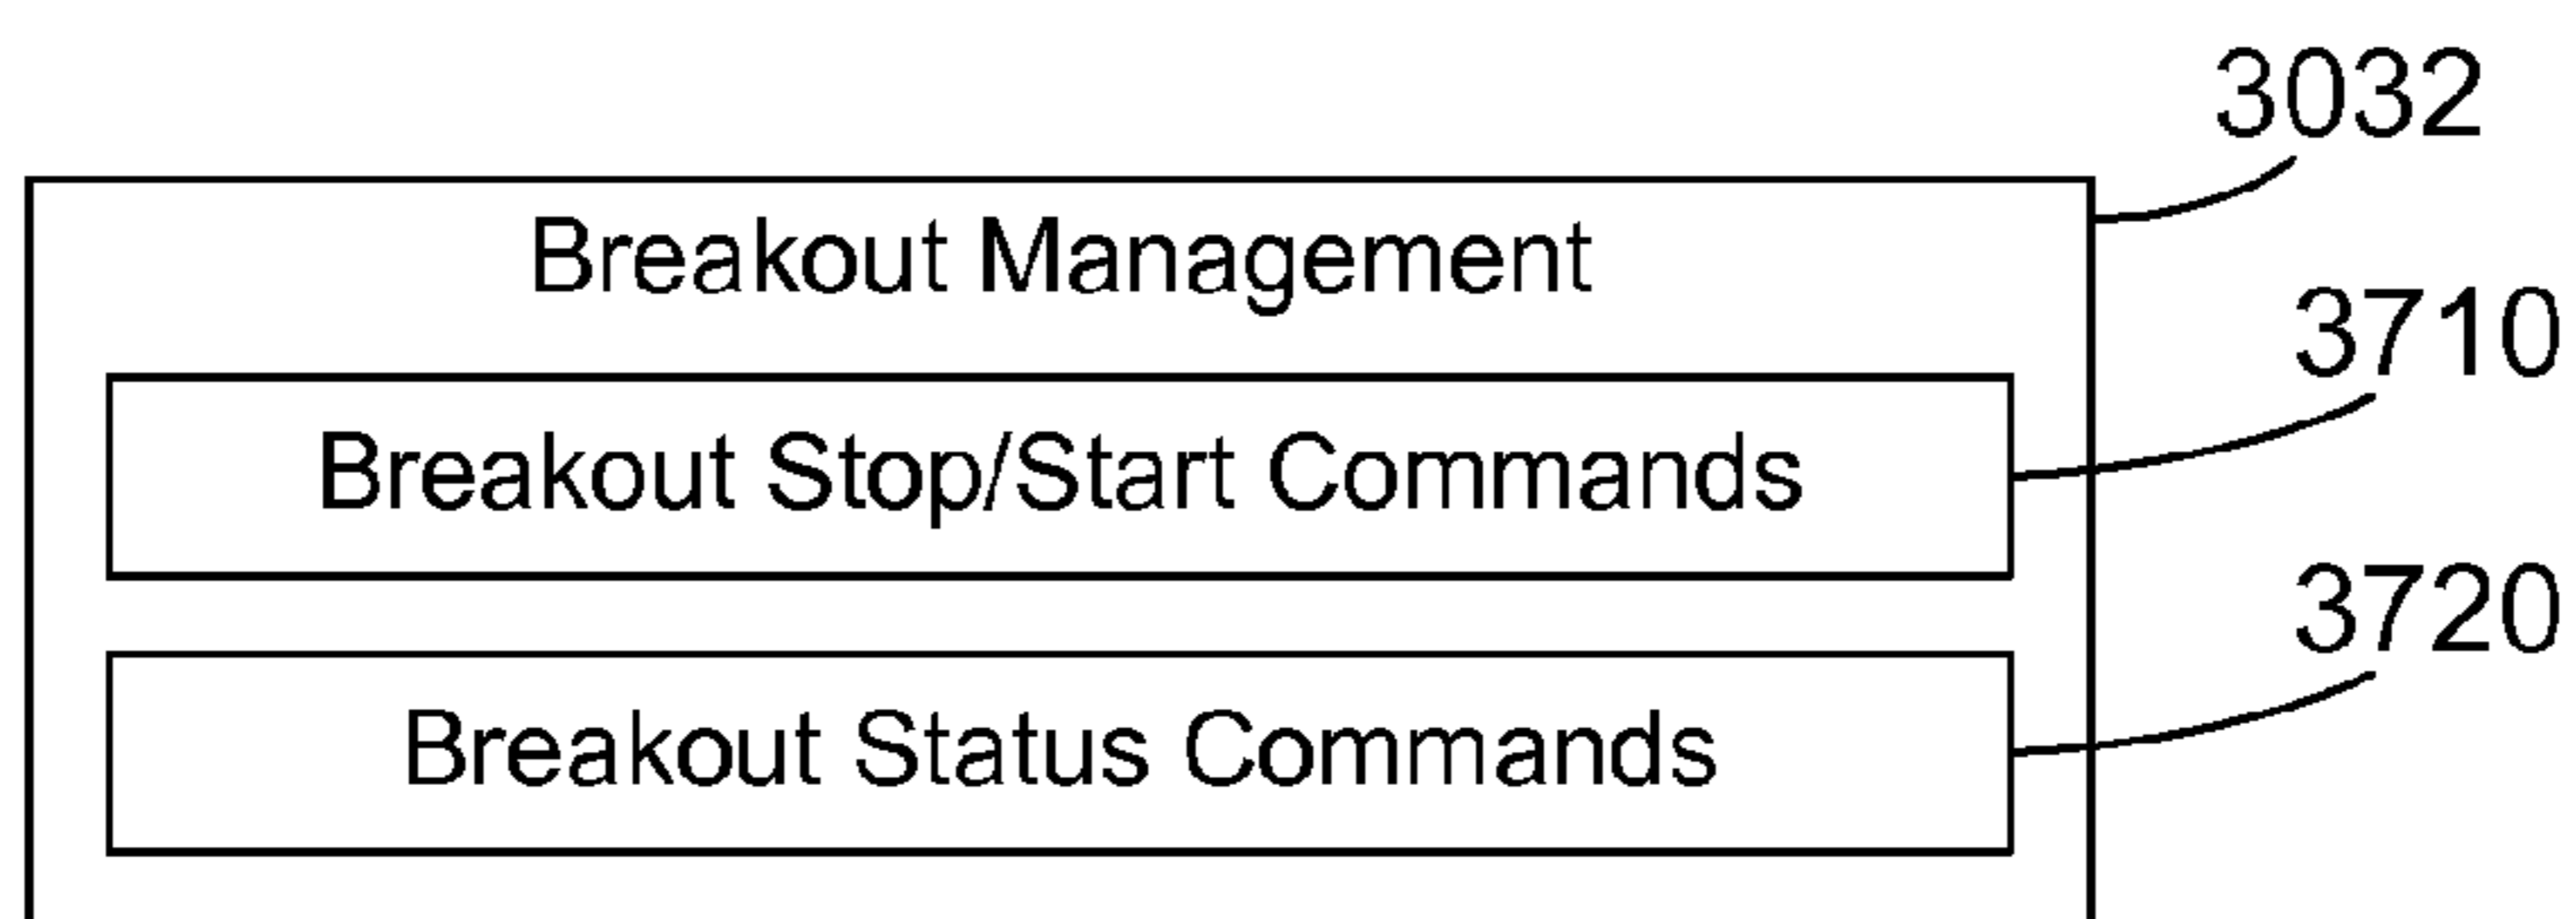 3032
Breakout Management
3710
Breakout Stop/Start Commands
3720
Breakout Status Commands